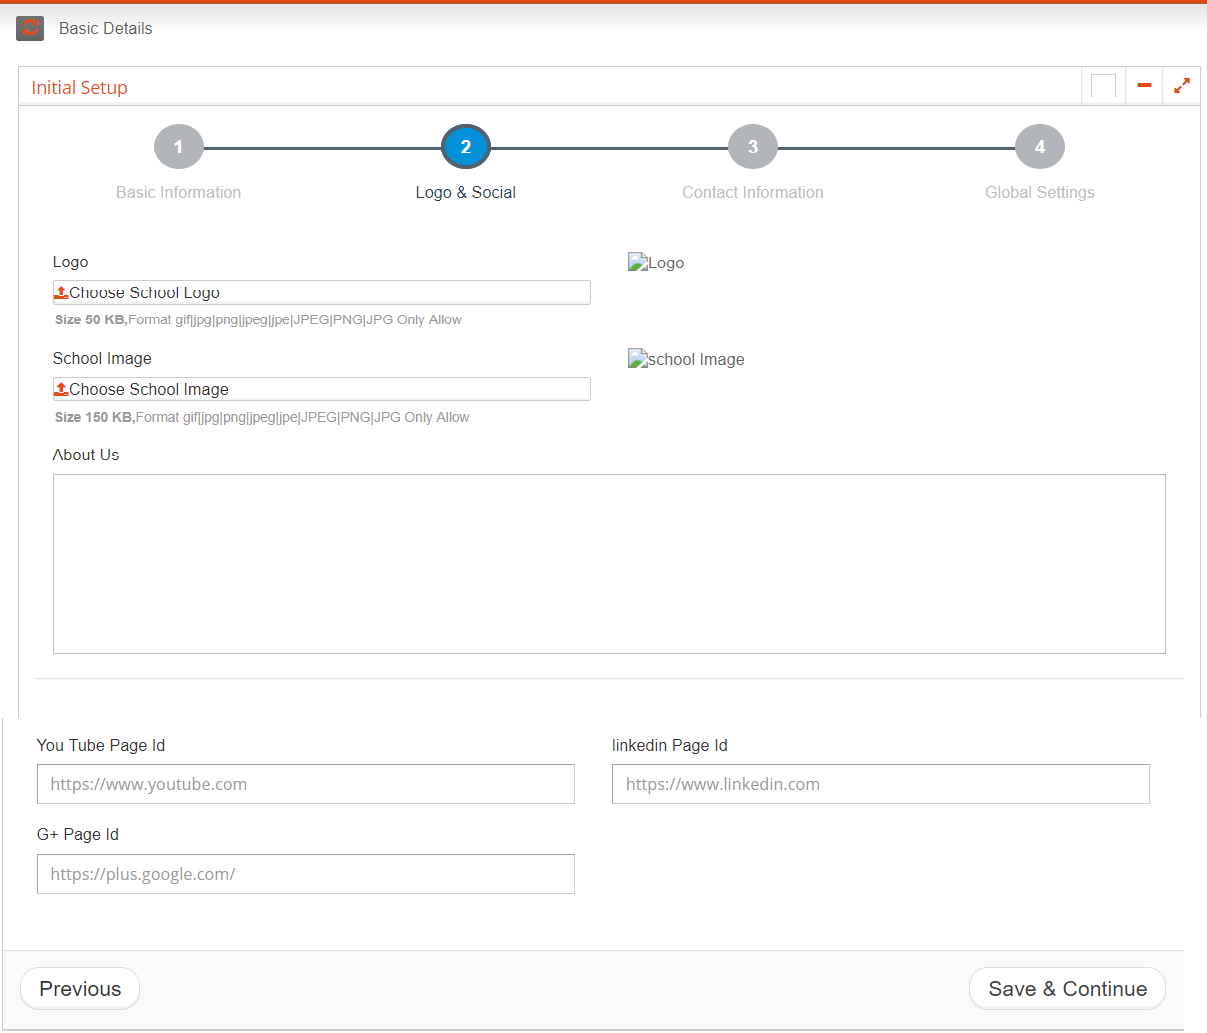 Basic Details
Initial Setup
1 2 3 4
Basic Information Logo & Social Contact Information Global Settings
Logo Logo
Choose School Logo
Size 50 KB,Format gif|jpg|png|jpeg|jpe|JPEG|PNG|JPG Only Allow
School Image school Image
Choose School Image
Size 150 KB,Format gif|jpg|png|jpeg|jpe|JPEG|PNG|JPG Only Allow
About Us
You Tube Page Id linkedin Page Id
https://www.youtube.com https://www.linkedin.com
G+ Page Id
https://plus.google.com/
Previous Save & Continue